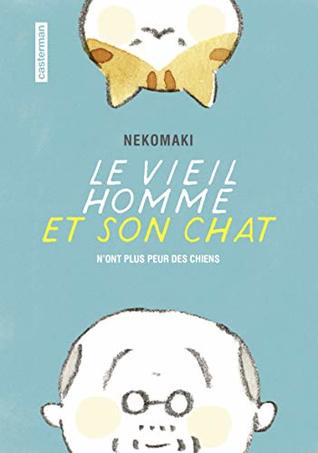 casterman
NEKOMAKI
LE VIEIL
HOMME
ET SON CHAT
N'ONT PLUS PEUR DES CHIENS